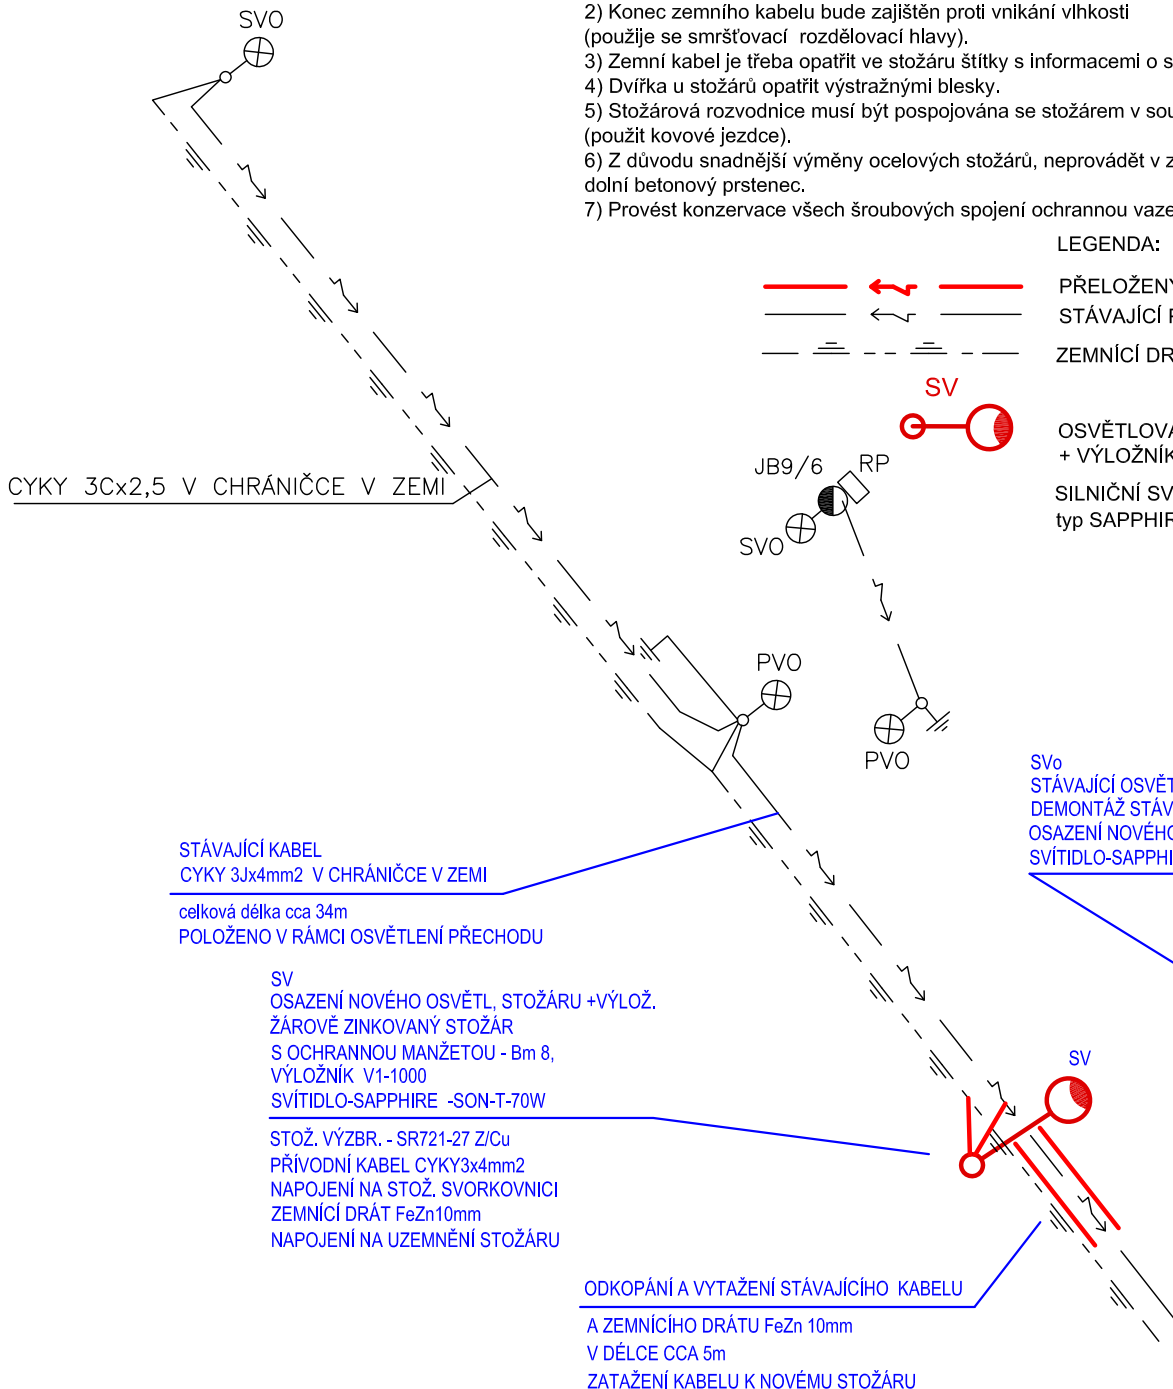 SVO
2) Konec zemního kabelu bude zajištěn proti vnikání vlhkosti
(použije se smršťovací rozdělovací hlavy).
3) Zemní kabel je třeba opatřit ve stožáru štítky s informacemi o s
4) Dvířka u stožárů opatřit výstražnými blesky.
5) Stožárová rozvodnice musí být pospojována se stožárem v sou
(použit kovové jezdce).
6) Z důvodu snadnější výměny ocelových stožárů, neprovádět v z
dolní betonový prstenec.
7) Provést konzervace všech šroubových spojení ochrannou vaze
LEGENDA:
PŘELOŽENÝ
STÁVAJÍCÍ
ZEMNÍCÍ DR
SV
OSVĚTLOVA
+ VÝLOŽNÍK
SILNIČNÍ SV
typ SAPPHIR
JB9/6
RP
SVO
CYKY 3Cx2,5 V CHRÁNIČCE V ZEMI
PVO
PVO
SVo
STÁVAJÍCÍ OSVĚT
DEMONTÁŽ STÁV
OSAZENÍ NOVÉHO
SVÍTIDLO-SAPPHI
STÁVAJÍCÍ KABEL
CYKY 3Jx4mm2 V CHRÁNIČCE V ZEMI
celková délka cca 34m
POLOŽENO V RÁMCI OSVĚTLENÍ PŘECHODU
SV
OSAZENÍ NOVÉHO OSVĚTL, STOŽÁRU +VÝLOŽ.
ŽÁROVĚ ZINKOVANÝ STOŽÁR
S OCHRANNOU MANŽETOU - Bm 8,
VÝLOŽNÍK V1-1000
SVÍTIDLO-SAPPHIRE -SON-T-70W
STOŽ. VÝZBR. - SR721-27 Z/Cu
PŘÍVODNÍ KABEL CYKY3x4mm2
NAPOJENÍ NA STOŽ. SVORKOVNICI
ZEMNÍCÍ DRÁT FeZn10mm
NAPOJENÍ NA UZEMNĚNÍ STOŽÁRU
SV
ODKOPÁNÍ A VYTAŽENÍ STÁVAJÍCÍHO KABELU
A ZEMNÍCÍHO DRÁTU FeZn 10mm
V DÉLCE CCA 5m
ZATAŽENÍ KABELU K NOVÉMU STOŽÁRU